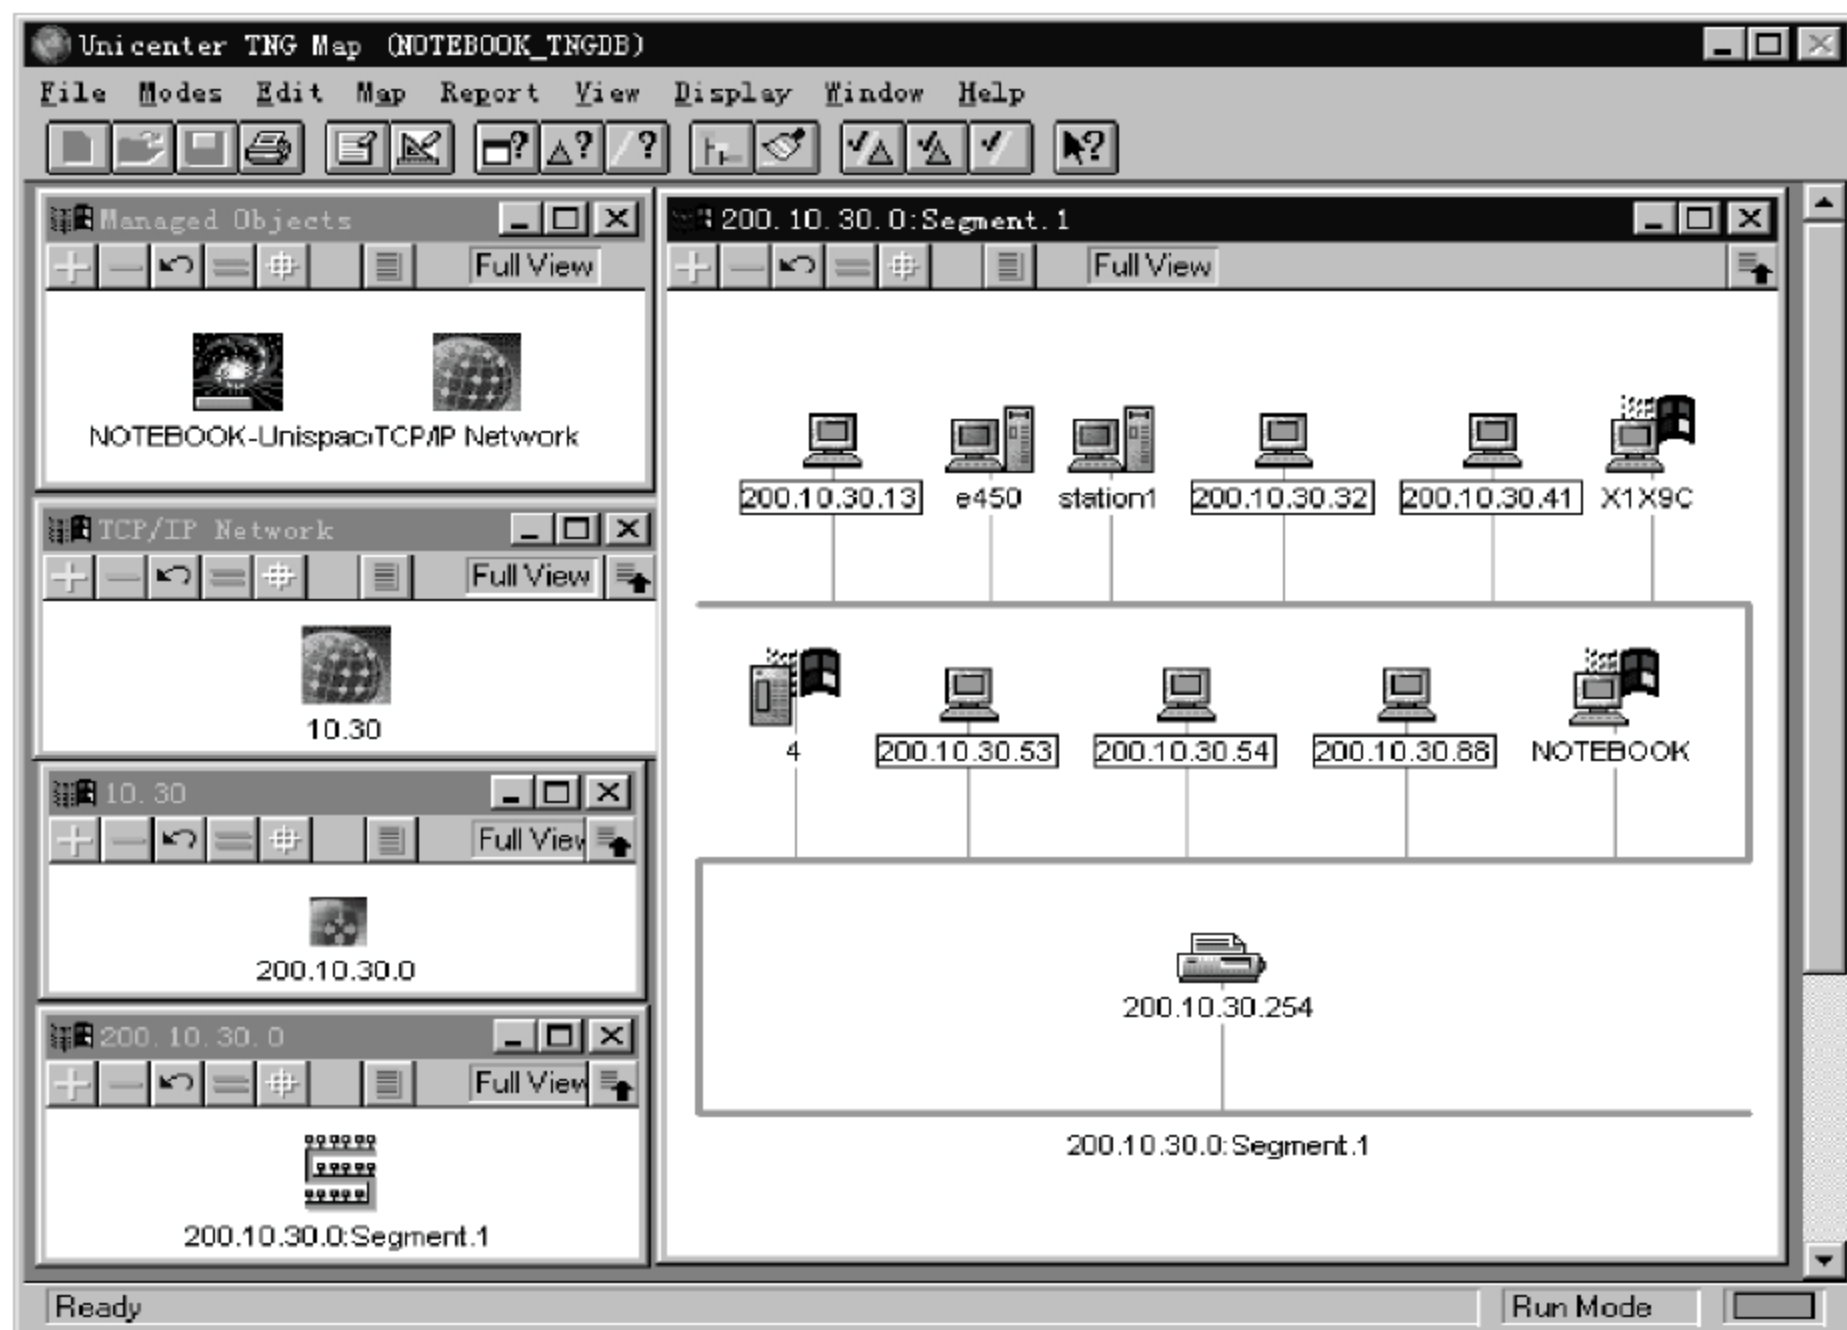 Unicenter TNG Map (NOTEBOOK_TNGDB)
File Modes Edit Map Report View Display Window Help
Managed Objects
Full View
NOTEBOOK-Unispac TCP/IP Network
TCP/IP Network
Full View
10.30
10.30
Full View
200.10.30.0
200.10.30.0
Full View
200.10.30.0:Segment.1
200.10.30.0:Segment.1
Full View
200.10.30.13 e450 station1 200.10.30.32 200.10.30.41 X1X9C
4 200.10.30.53 200.10.30.54 200.10.30.88 NOTEBOOK
200.10.30.254
200.10.30.0:Segment.1
Ready Run Mode